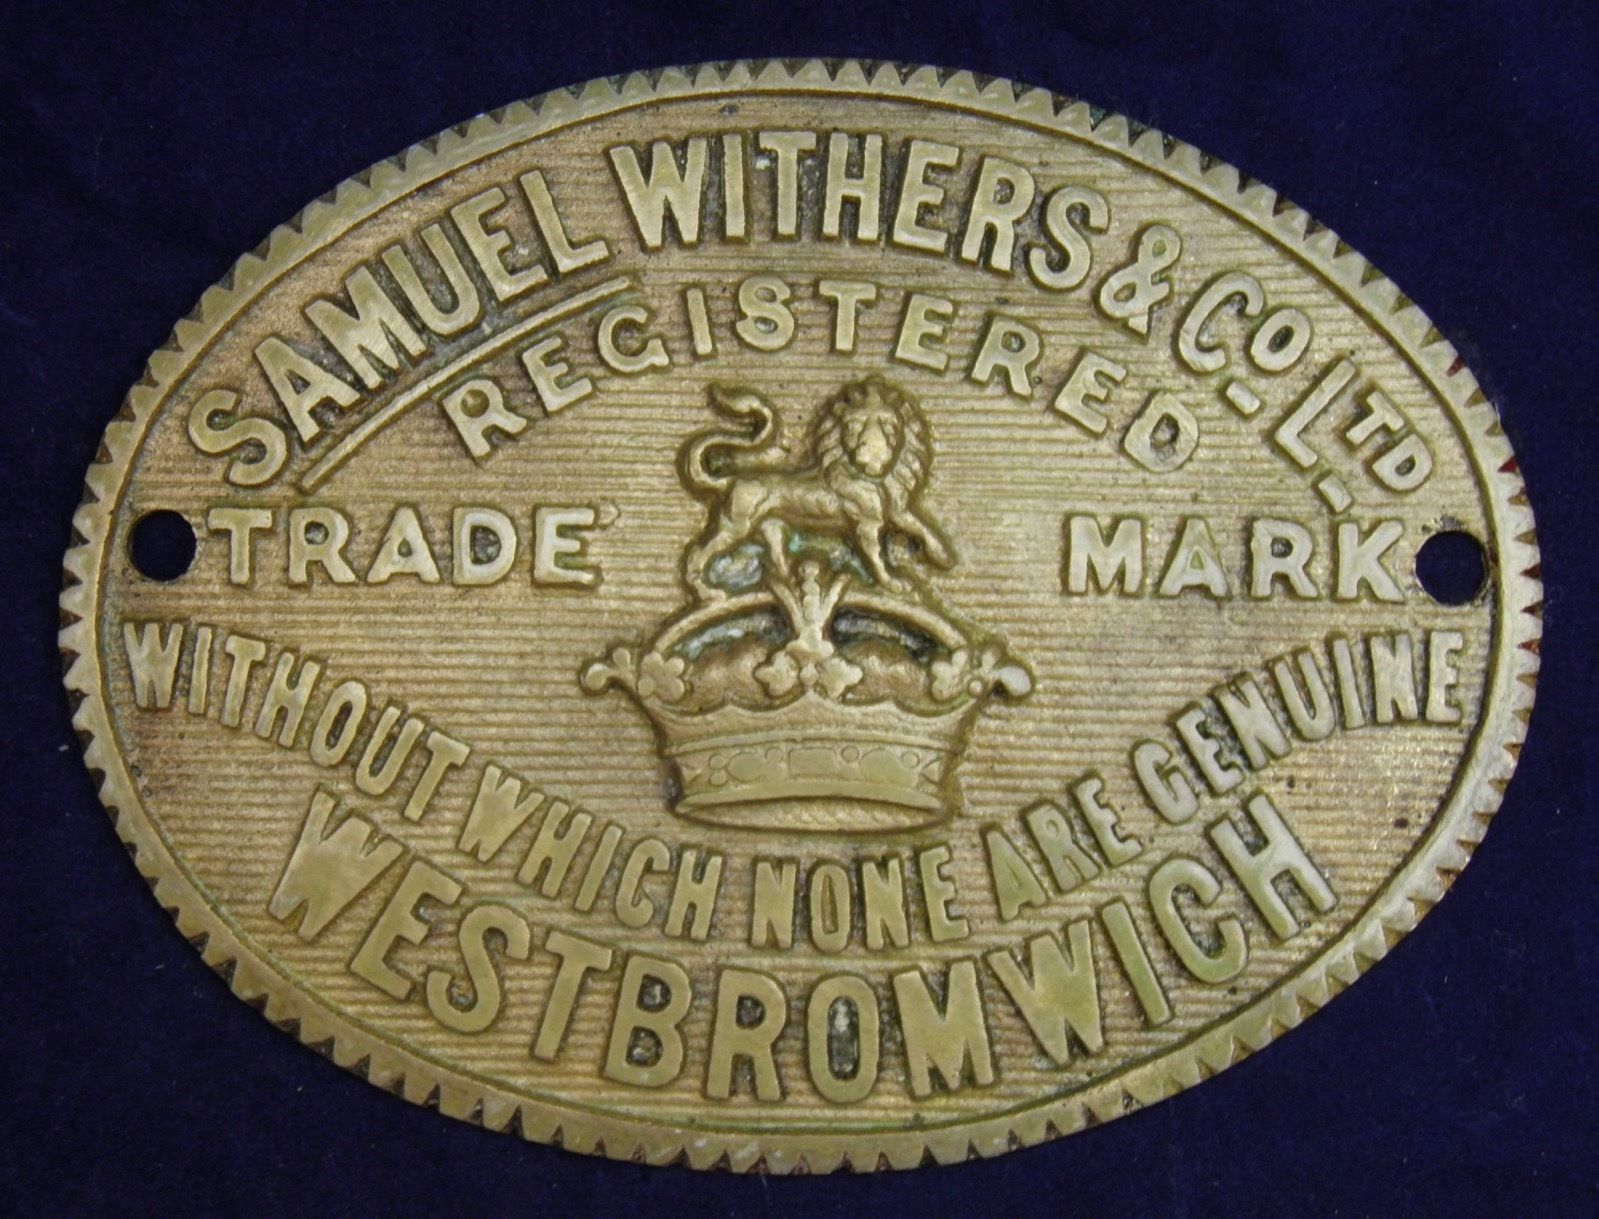 SAMUEL WITHERS & Co. LTD.
REGISTERED
TRADE MARK
WITHOUT WHICH NONE ARE GENUINE
WESTBROMWICH